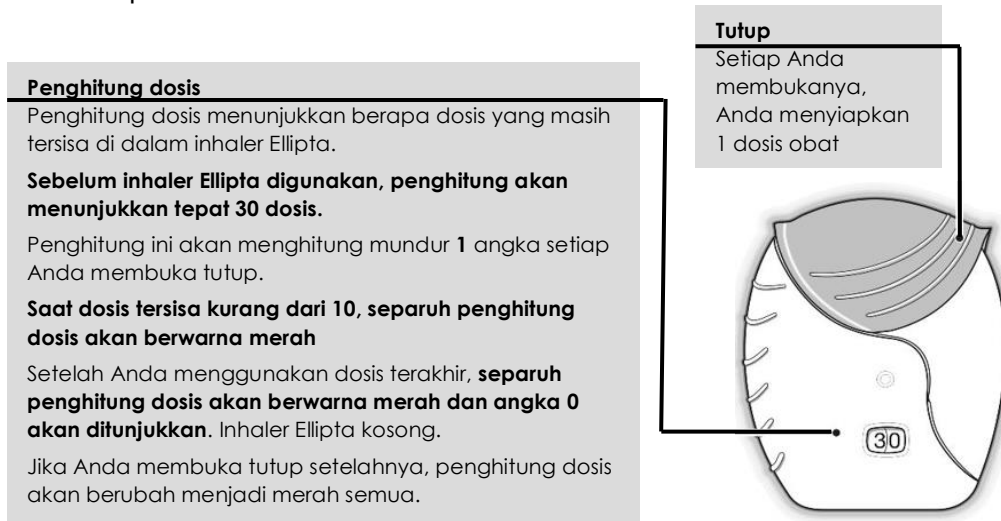 Tutup
Setiap Anda
membukanya,
Anda menyiapkan
1 dosis obat
Penghitung dosis
Penghitung dosis menunjukkan berapa dosis yang masih
tersisa di dalam inhaler Ellipta.
Sebelum inhaler Ellipta digunakan, penghitung akan
menunjukkan tepat 30 dosis.
Penghitung ini akan menghitung mundur 1 angka setiap
Anda membuka tutup.
Saat dosis tersisa kurang dari 10, separuh penghitung
dosis akan berwarna merah
Setelah Anda menggunakan dosis terakhir, separuh
penghitung dosis akan berwarna merah dan angka 0
akan ditunjukkan. Inhaler Ellipta kosong.
Jika Anda membuka tutup setelahnya, penghitung dosis
akan berubah menjadi merah semua.
30